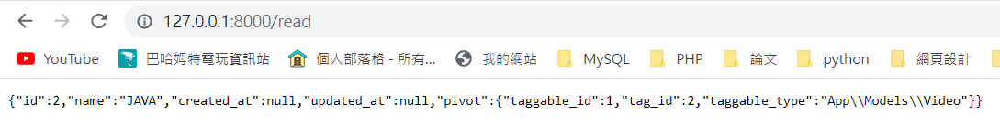 127.0.0.1:8000/read
YouTube 巴哈姆特電玩資訊站 個人部落格 - 所有... 我的網站 MySQL PHP 論文 python 網頁設計
{"id":2,"name":"JAVA","created_at":null,"updated_at":null,"pivot":{"taggable_id":1,"tag_id":2,"taggable_type":"App\\Models\\Video"}}